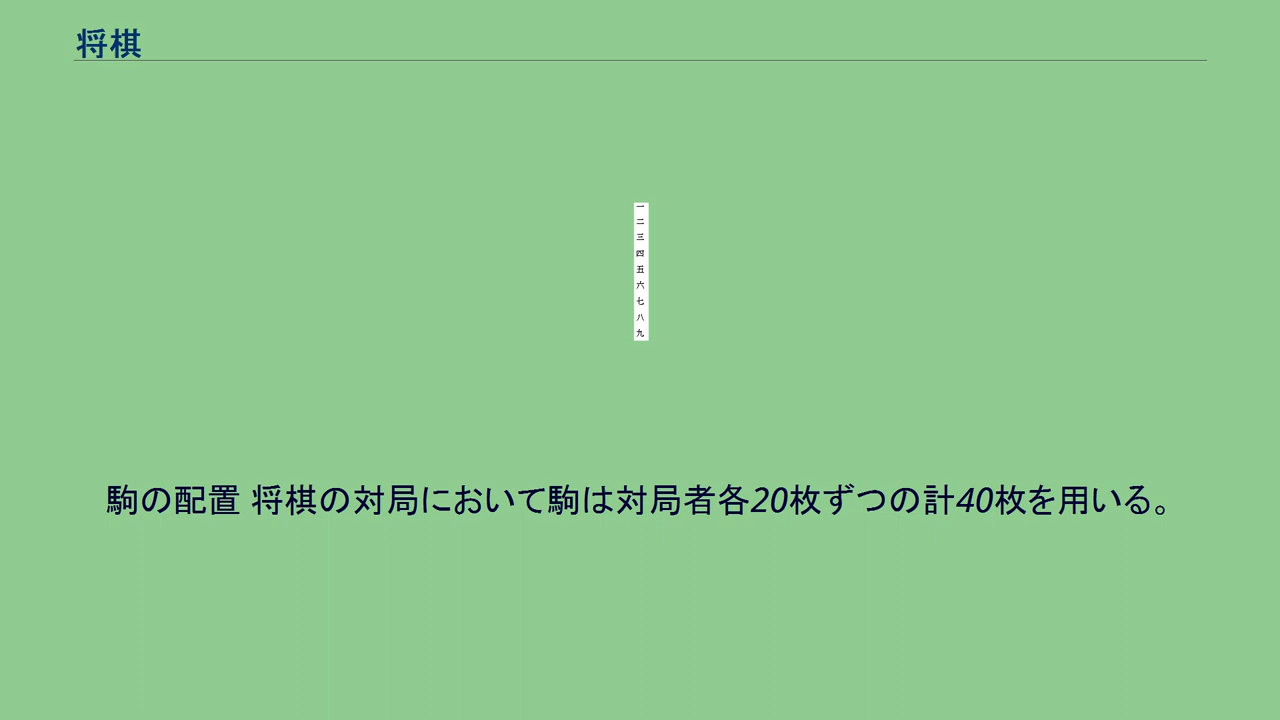 将棋
一
二
三
四
五
六
七
八
九
駒の配置 将棋の対局において駒は対局者各20枚ずつの計40枚を用いる。